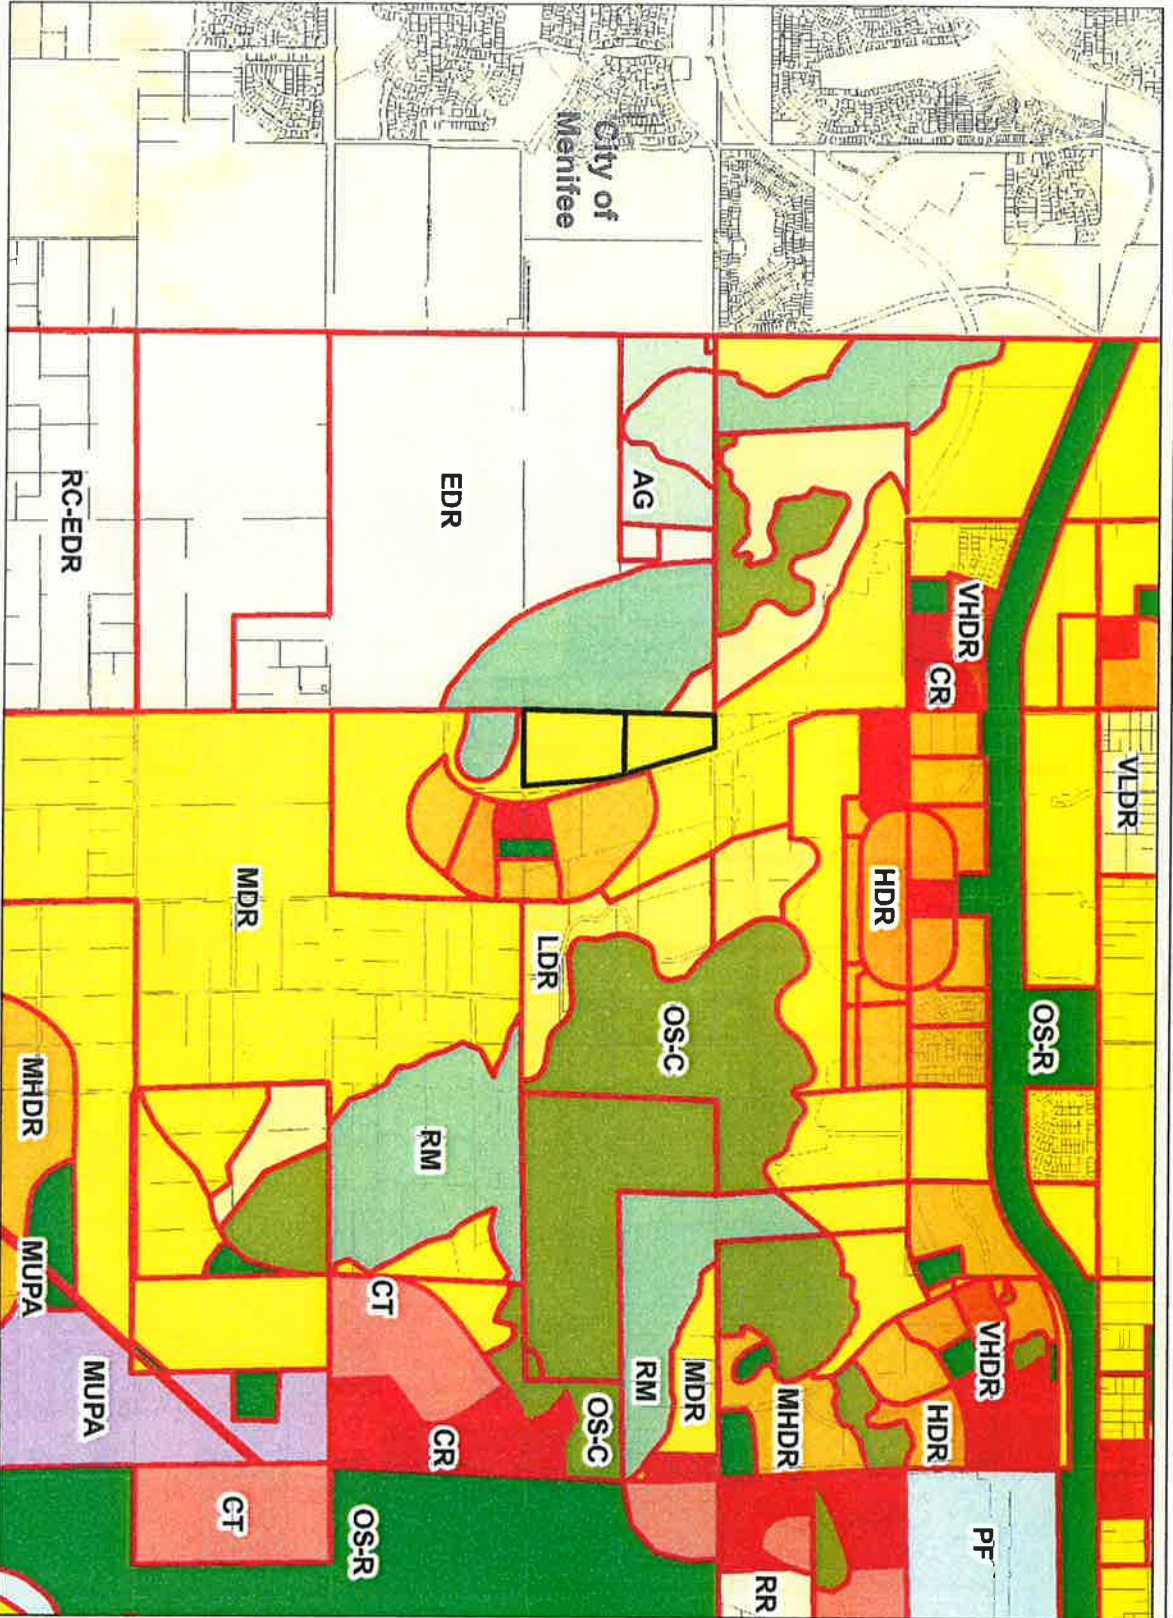 VLDR
OS-R
VHDR
VHDR
PF
CR
HDR
HDR
MHDR
RR
MDR
OS-C
AG
RM
City of
Menifee
OS-C
LDR
EDR
CR
RM
CT
OS-R
MDR
CT
MUPA
RC-EDR
MHDR
MUPA